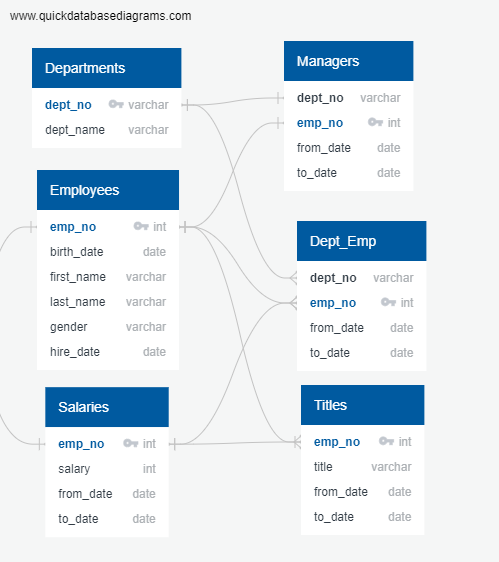 www.quickdatabasediagrams.com
Departments
dept_no varchar
dept_name varchar
Managers
dept_no varchar
emp_no int
from_date date
to_date date
Employees
emp_no int
birth_date date
first_name varchar
last_name varchar
gender varchar
hire_date date
Dept_Emp
dept_no varchar
emp_no int
from_date date
to_date date
Salaries
emp_no int
salary int
from_date date
to_date date
Titles
emp_no int
title varchar
from_date date
to_date date